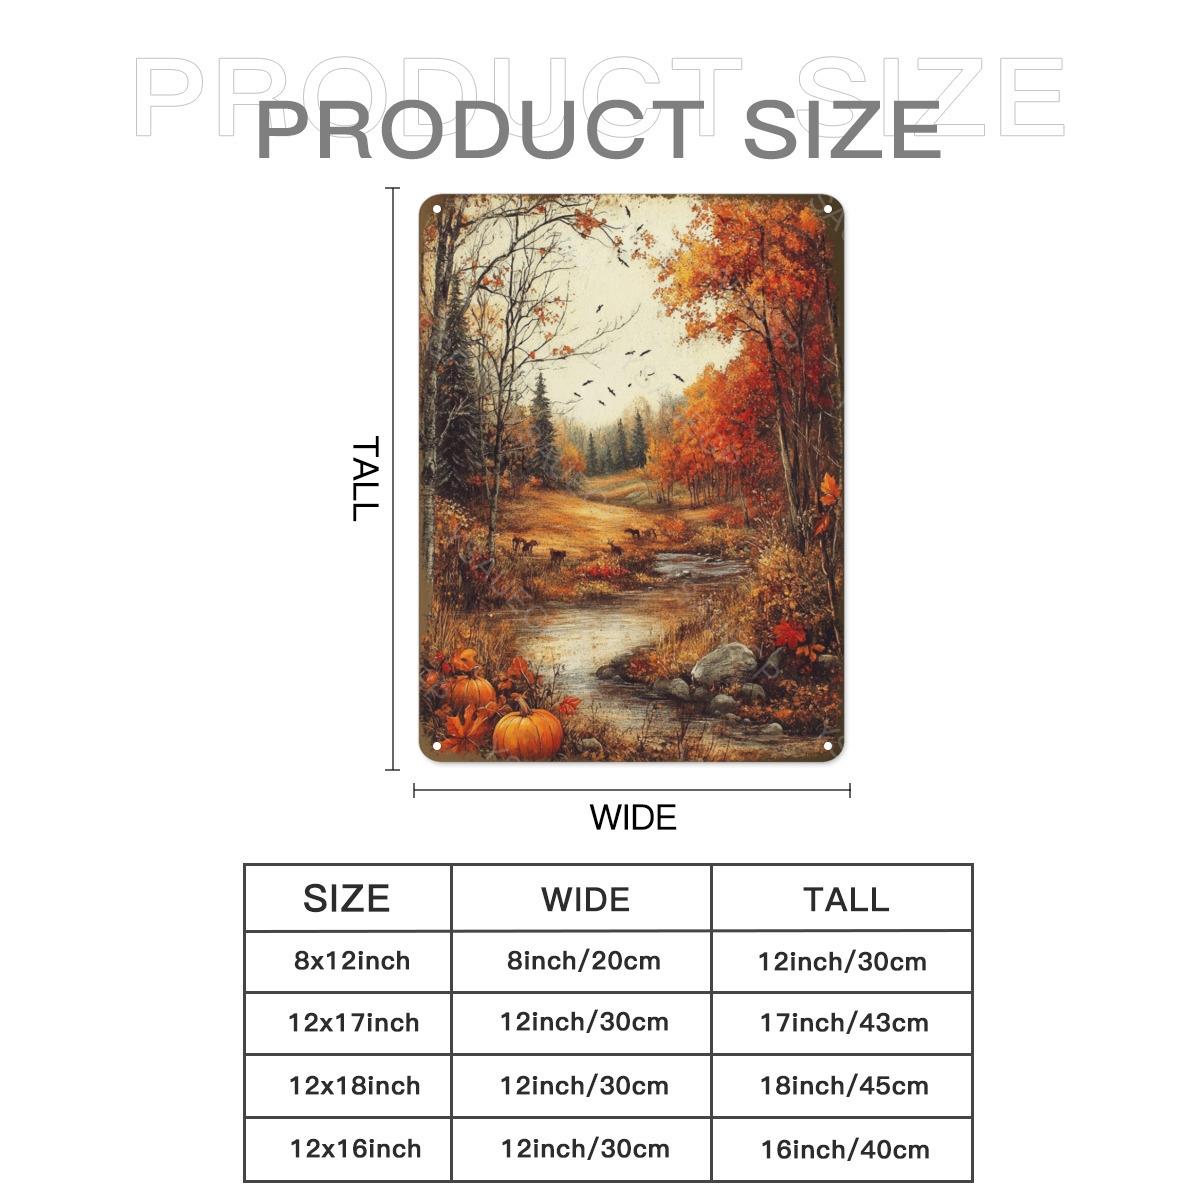 PRODUCT SIZE
PRODUCT SIZE
TALL
WIDE
SIZE WIDE TALL
8x12inch 8inch/20cm 12inch/30cm
12x17inch 12inch/30cm 17inch/43cm
12x18inch 12inch/30cm 18inch/45cm
12x16inch 12inch/30cm 16inch/40cm